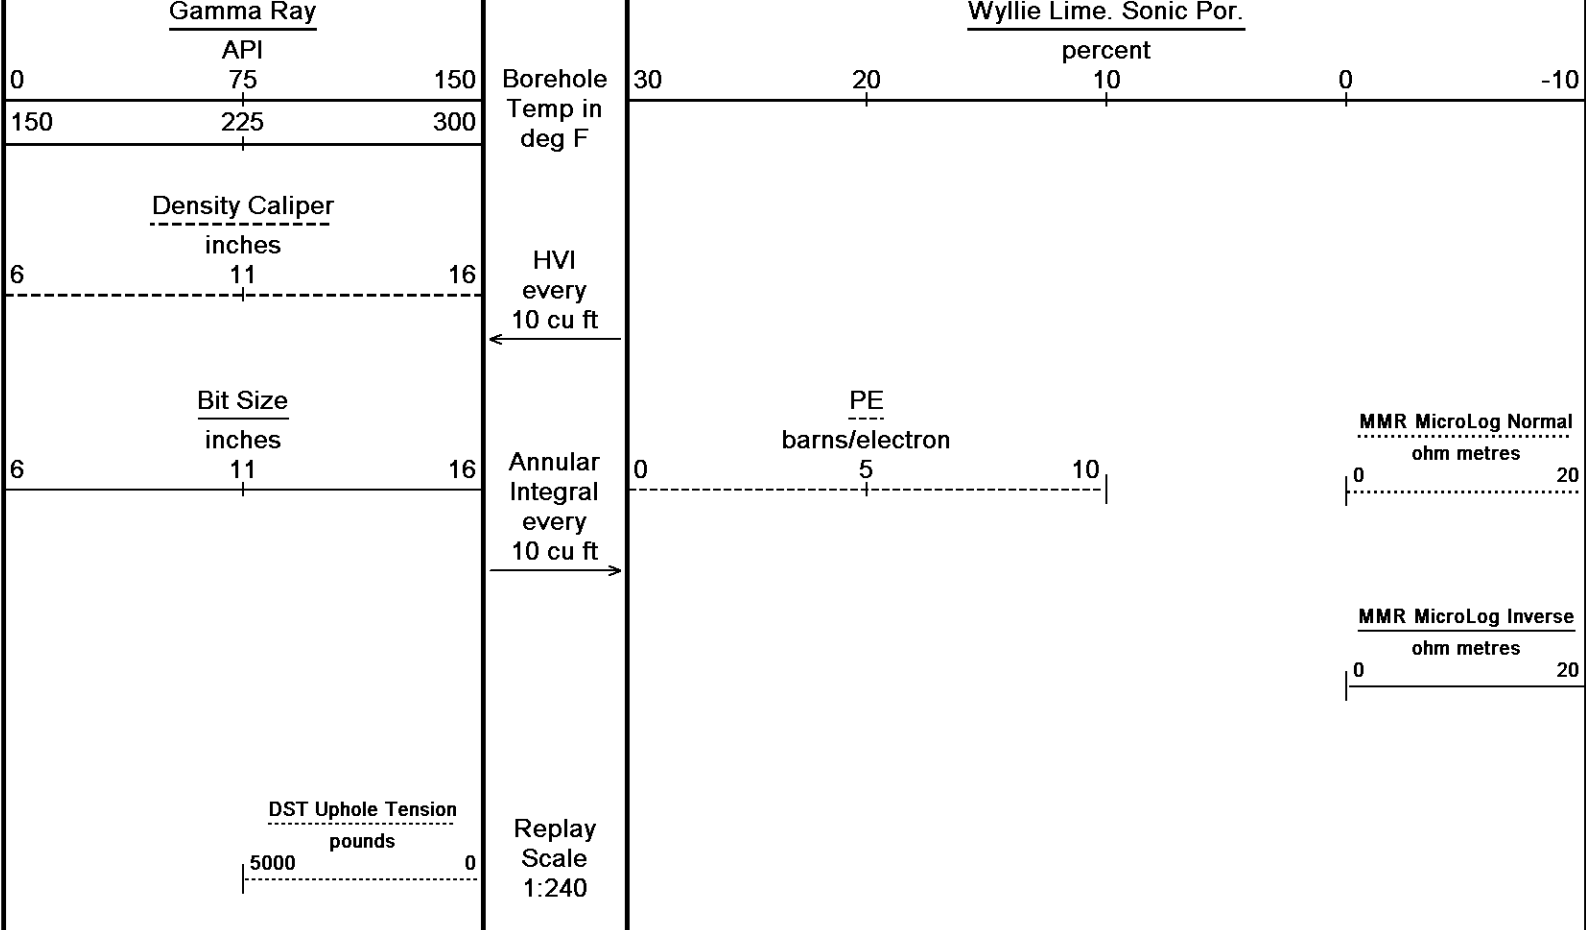 Gamma Ray
API
0 75 150
150 225 300
Density Caliper
inches
6 11 16
Bit Size
inches
6 11 16
DST Uphole Tension
pounds
5000 0
Borehole
Temp in
deg F
HVI
every
10 cu ft
Annular
Integral
every
10 cu ft
Replay
Scale
1:240
Wyllie Lime. Sonic Por.
percent
30 20 10 0 -10
PE
barns/electron
0 5 10
MMR MicroLog Normal
ohm metres
0 20
MMR MicroLog Inverse
ohm metres
0 20